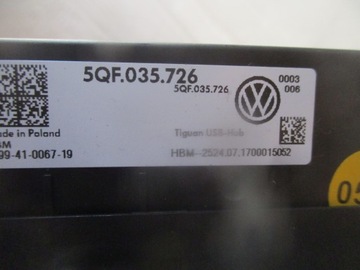 5QF.035.726
5QF.035.726
0003
006
ade in Poland
BM
99-41-0067-19
Tiguan USB-Hub
HBM- 2524.07.1700015052
05